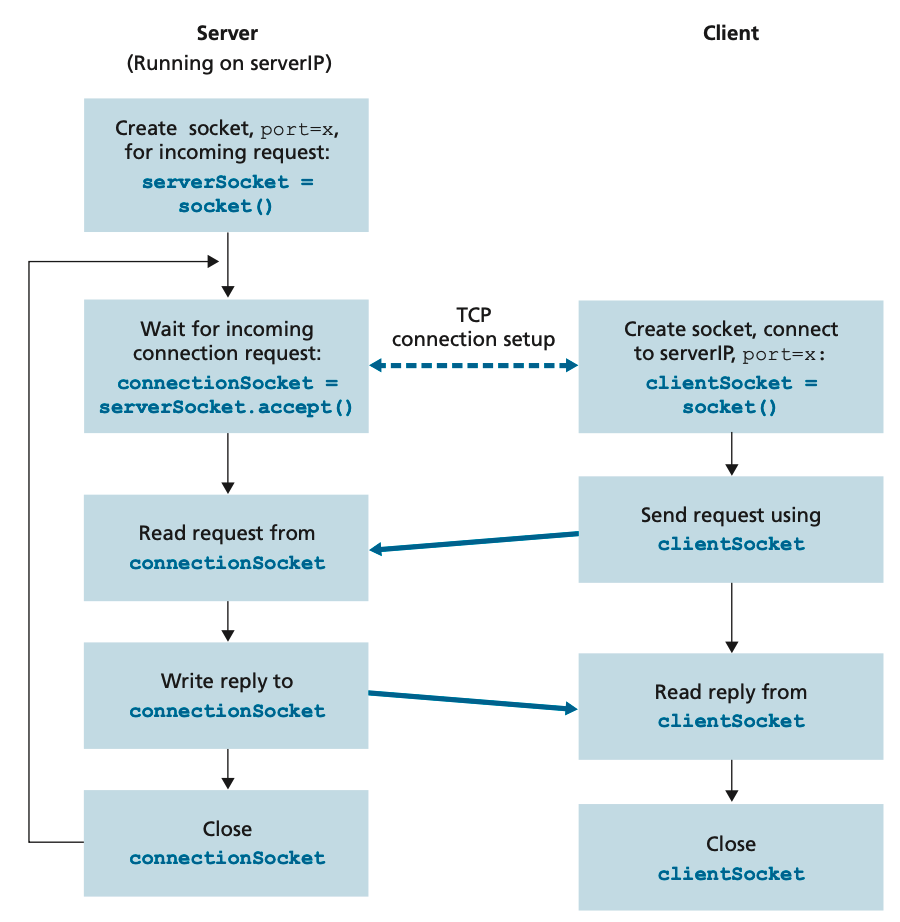 Server
(Running on serverIP)
Client
Create socket, port=x,
for incoming request:
serverSocket =
socket()
Wait for incoming
connection request:
connectionSocket =
serverSocket.accept()
TCP
connection setup
Create socket, connect
to serverIP, port=x:
clientSocket =
socket()
Read request from
connectionSocket
Send request using
clientSocket
Write reply to
connectionSocket
Read reply from
clientSocket
Close
connectionSocket
Close
clientSocket